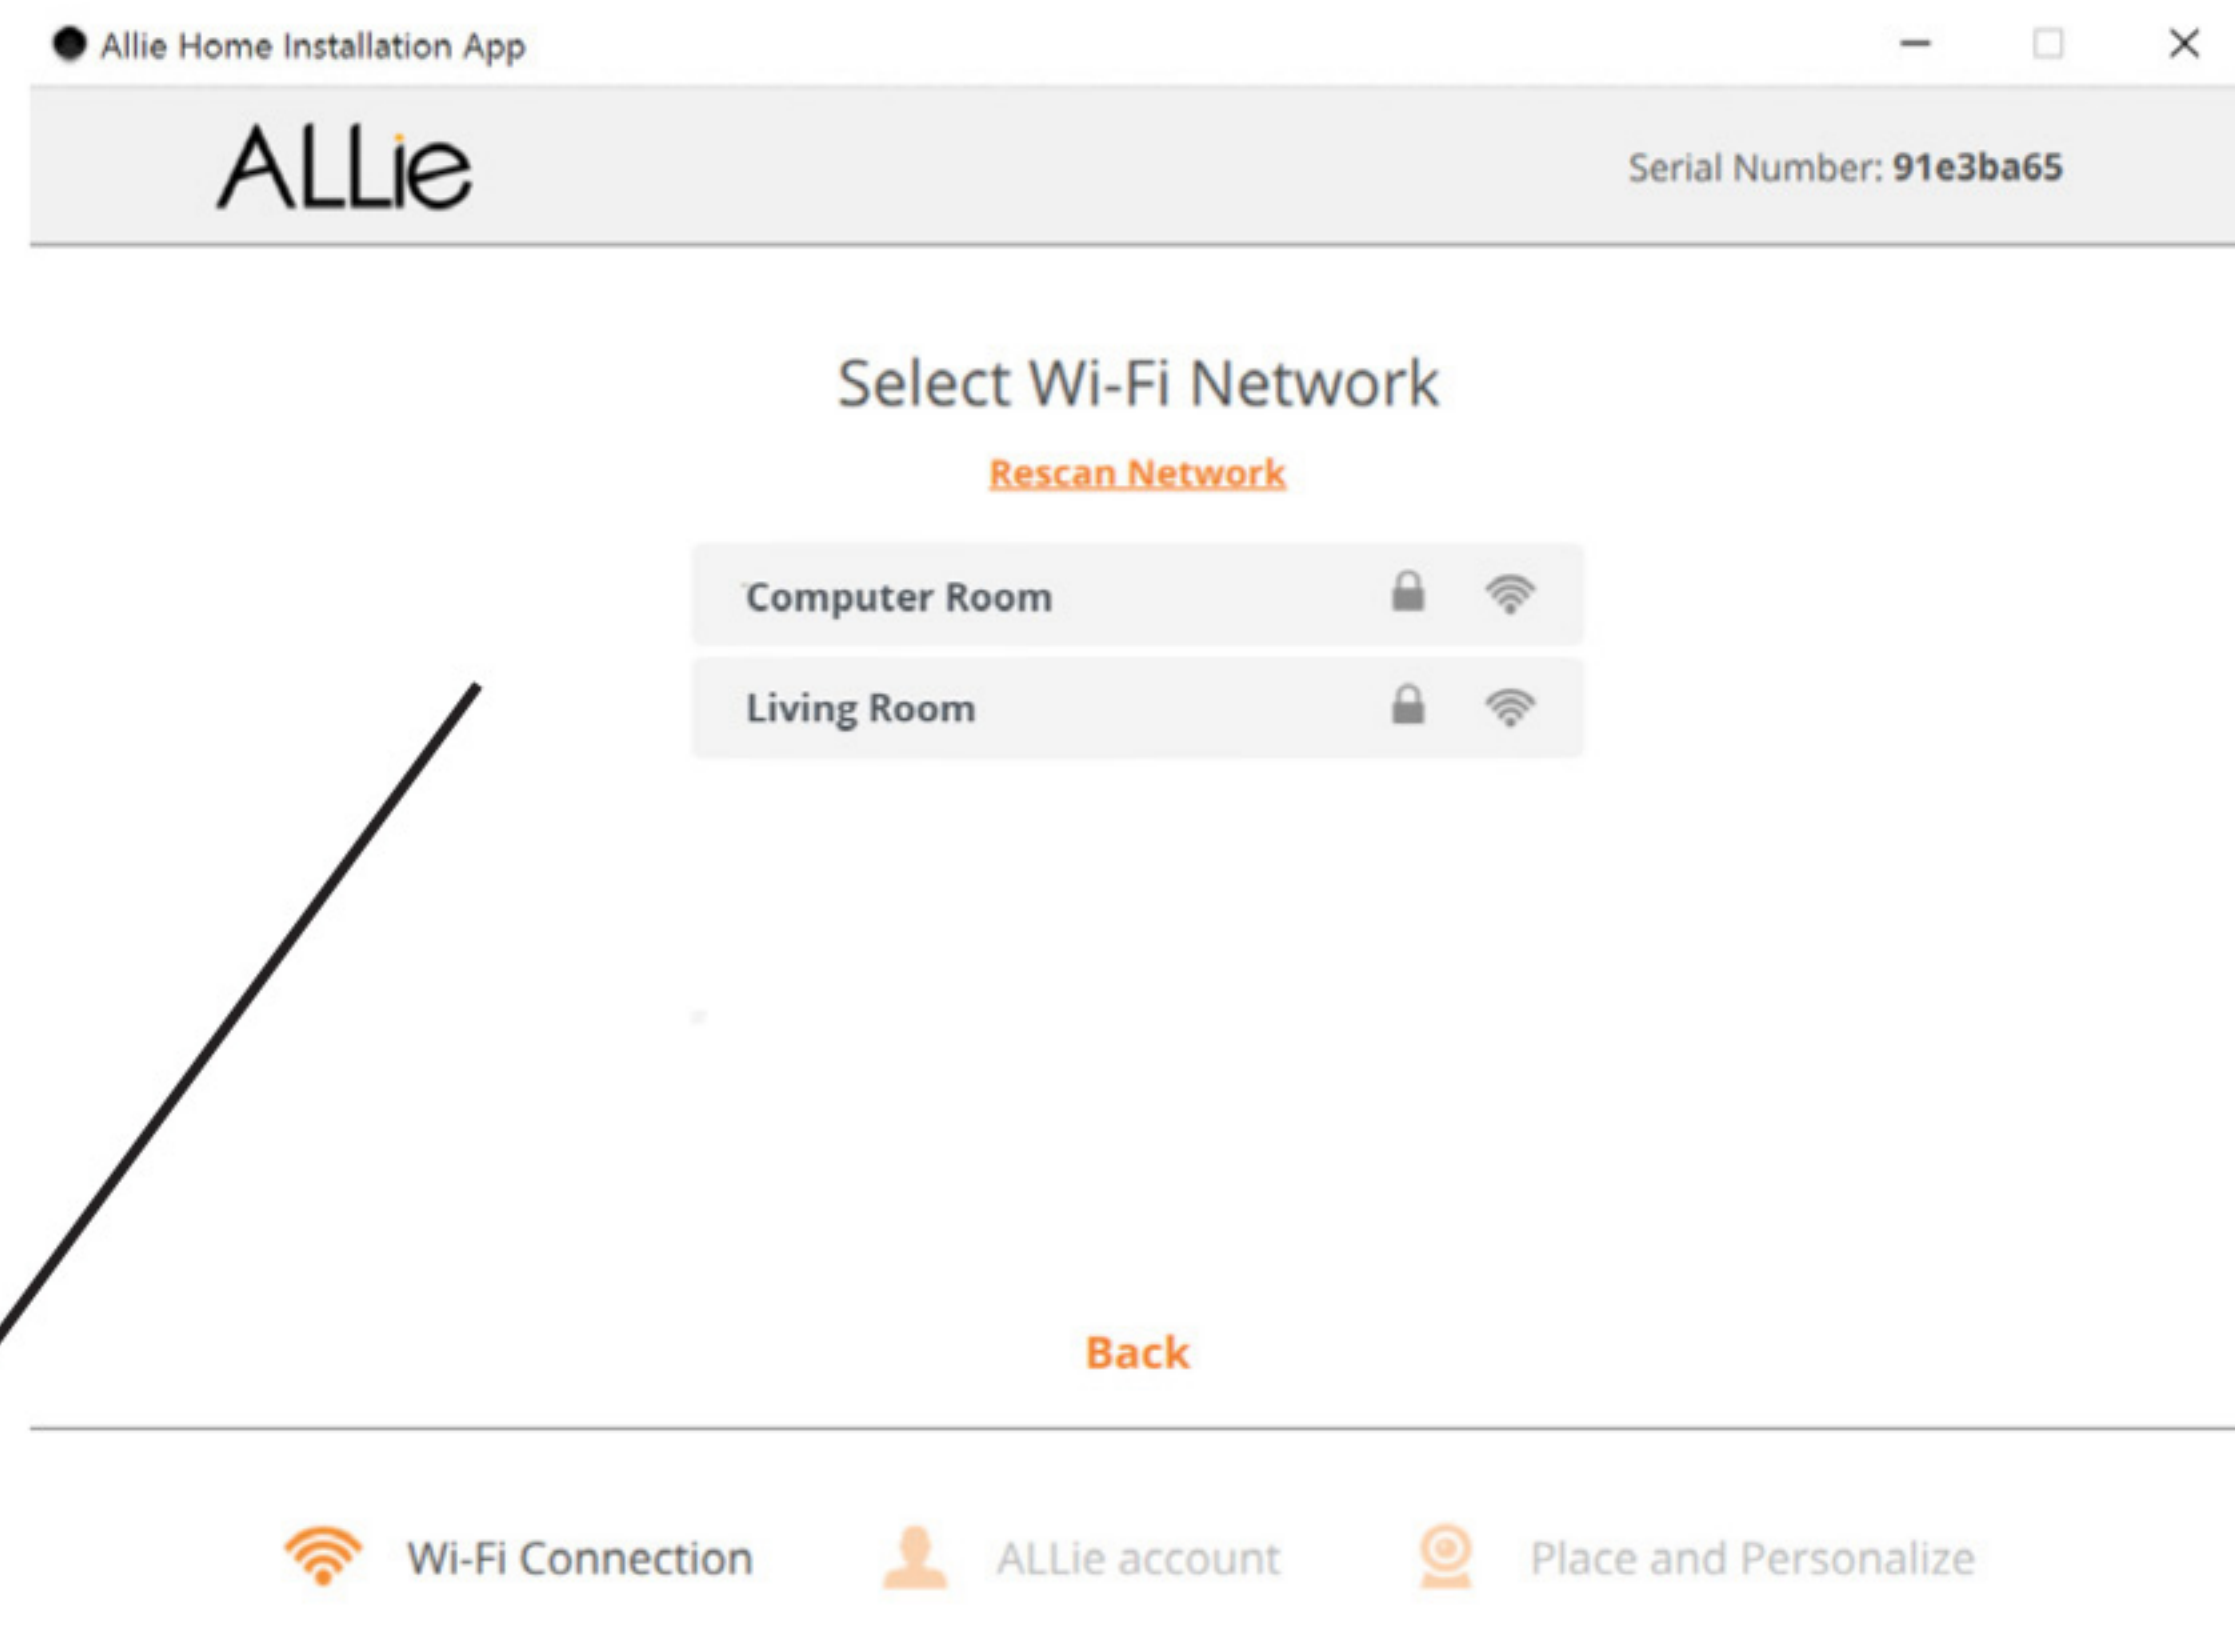 Allie Home Installation App
ALLie
Serial Number: 91e3ba65
Select Wi-Fi Network
Rescan Network
Computer Room
Living Room
Back
Wi-Fi Connection ALLie account Place and Personalize